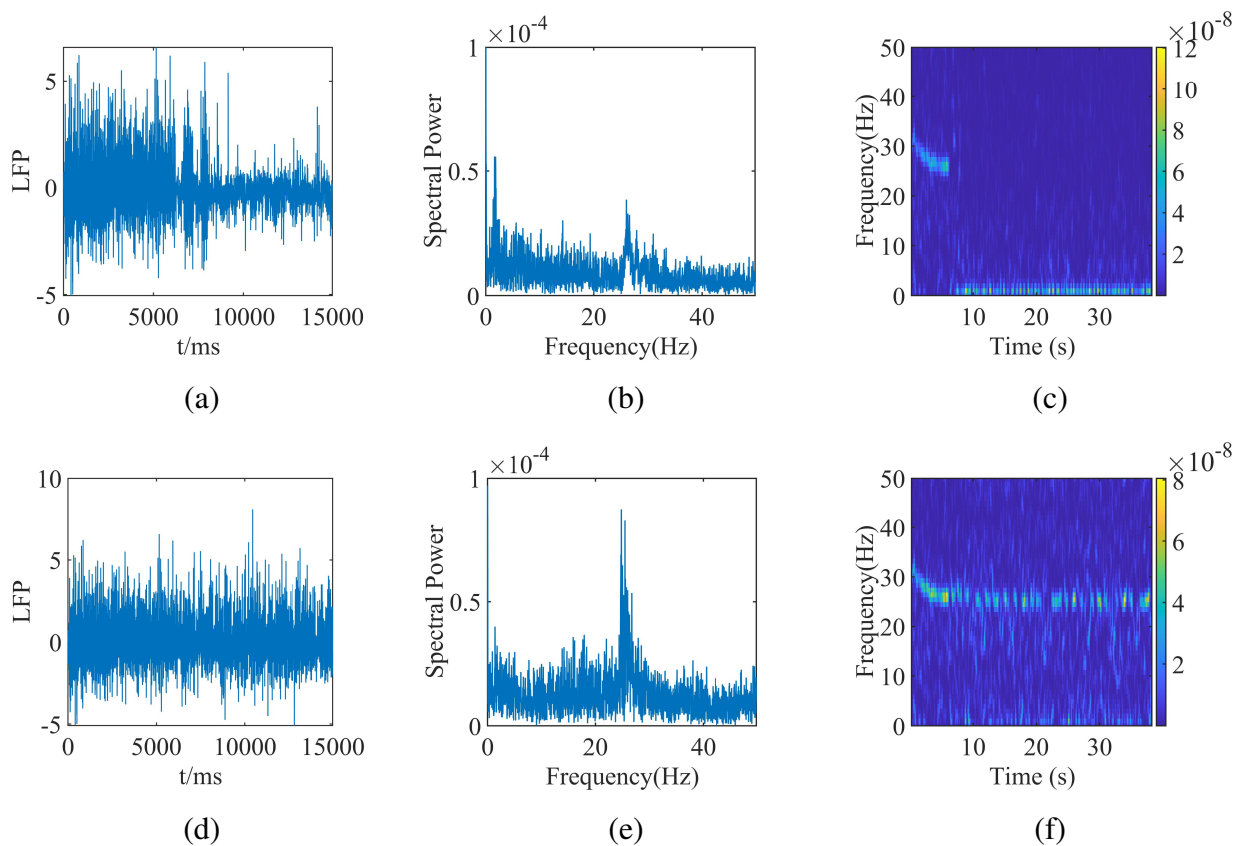 5
0
-5
LFP
0 5000 10000 15000
t/ms
(a)
×10-4
1
0.5
0
Spectral Power
0 20 40
Frequency(Hz)
(b)
×10-8
50
40
30
20
10
0
Frequency(Hz)
10 20 30
Time (s)
12
10
8
6
4
2
(c)
10
5
0
-5
LFP
0 5000 10000 15000
t/ms
(d)
×10-4
1
0.5
0
Spectral Power
0 20 40
Frequency(Hz)
(e)
×10-8
50
40
30
20
10
0
Frequency(Hz)
10 20 30
Time (s)
8
6
4
2
(f)